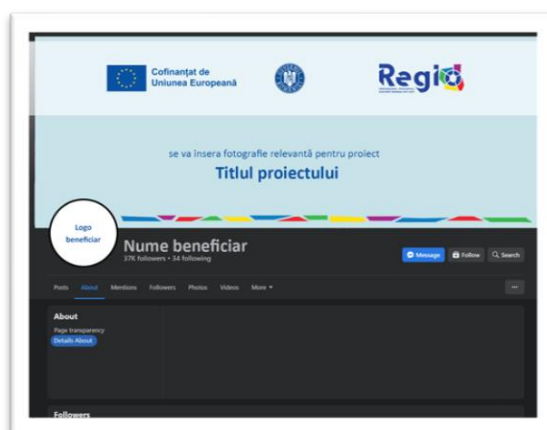 Cofinanțat de
Uniunea Europeană
Regio
se va insera fotografie relevantă pentru proiect
Titlul proiectului
Logo
beneficiar
Nume beneficiar
37K followers • 34 following
Message
Follow
Search
Posts
About
Mentions
Followers
Photos
Videos
More
About
Page transparency
Details About
Followers